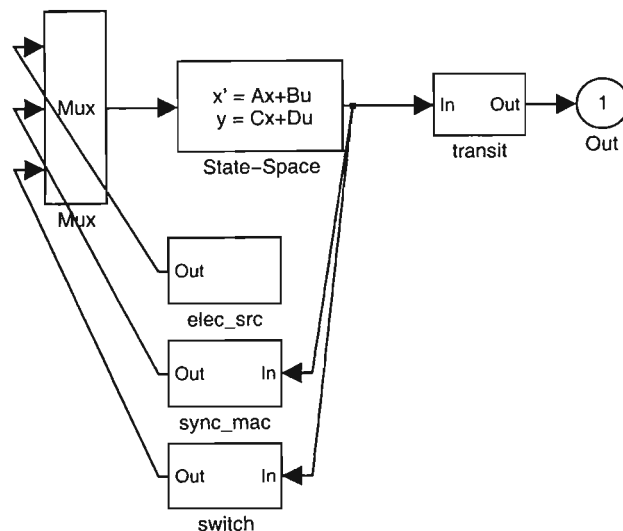 Mux
Mux
x' = Ax+Bu
y = Cx+Du
State-Space
In Out
transit
1
Out
Out
elec_src
Out In
sync_mac
Out In
switch